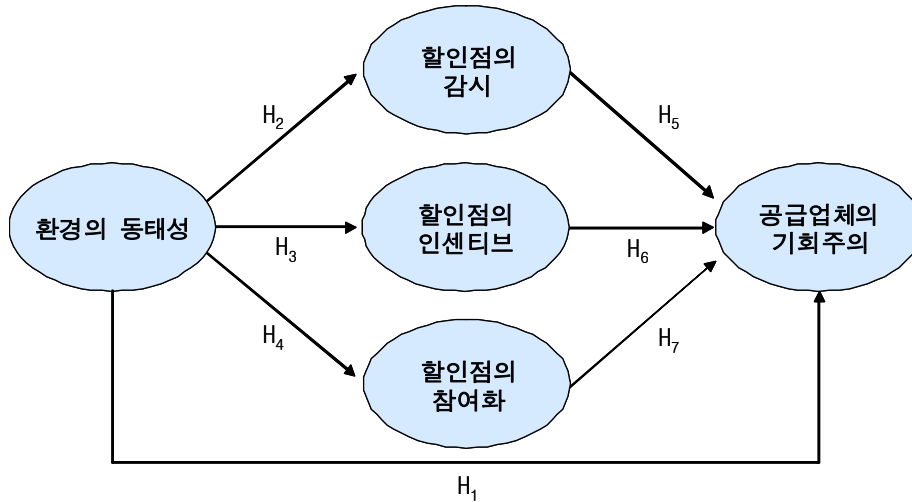 할인점의
감시
H2
H5
환경의 동태성
할인점의
인센티브
공급업체의
기회주의
H3
H6
H4
H7
할인점의
참여화
H1